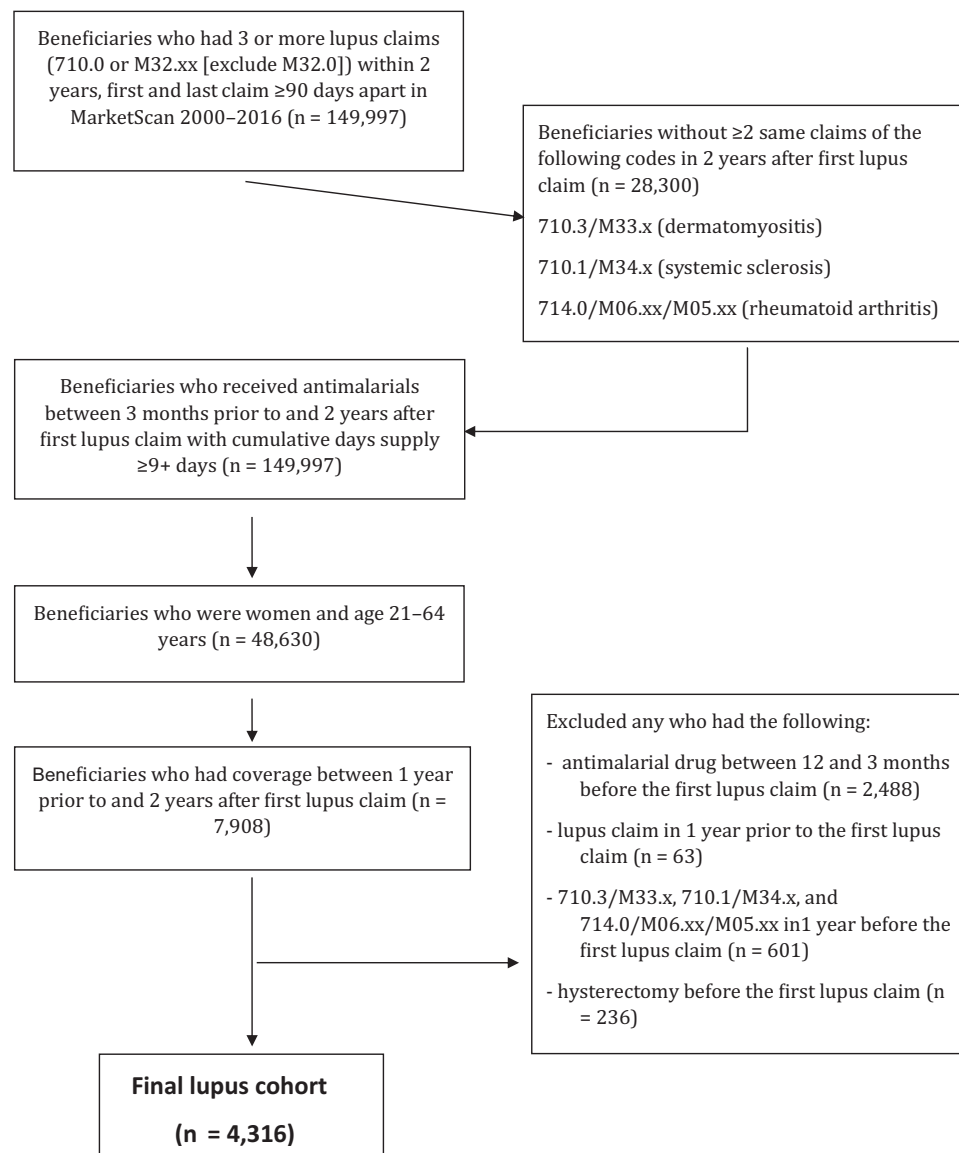 Beneficiaries who had 3 or more lupus claims
(710.0 or M32.xx [exclude M32.0]) within 2
years, first and last claim ≥90 days apart in
MarketScan 2000–2016 (n = 149,997)
Beneficiaries without ≥2 same claims of the
following codes in 2 years after first lupus
claim (n = 28,300)
710.3/M33.x (dermatomyositis)
710.1/M34.x (systemic sclerosis)
714.0/M06.xx/M05.xx (rheumatoid arthritis)
Beneficiaries who received antimalarials
between 3 months prior to and 2 years after
first lupus claim with cumulative days supply
≥9+ days (n = 149,997)
Beneficiaries who were women and age 21–64
years (n = 48,630)
Beneficiaries who had coverage between 1 year
prior to and 2 years after first lupus claim (n =
7,908)
Excluded any who had the following:
- antimalarial drug between 12 and 3 months
before the first lupus claim (n = 2,488)
- lupus claim in 1 year prior to the first lupus
claim (n = 63)
- 710.3/M33.x, 710.1/M34.x, and
714.0/M06.xx/M05.xx in1 year before the
first lupus claim (n = 601)
- hysterectomy before the first lupus claim (n
= 236)
Final lupus cohort
(n = 4,316)